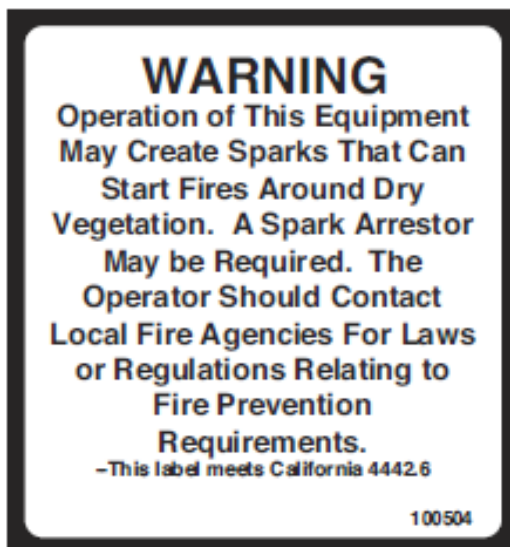 WARNING
Operation of This Equipment
May Create Sparks That Can
Start Fires Around Dry
Vegetation. A Spark Arrestor
May be Required. The
Operator Should Contact
Local Fire Agencies For Laws
or Regulations Relating to
Fire Prevention
Requirements.
–This label meets California 4442.6
100504